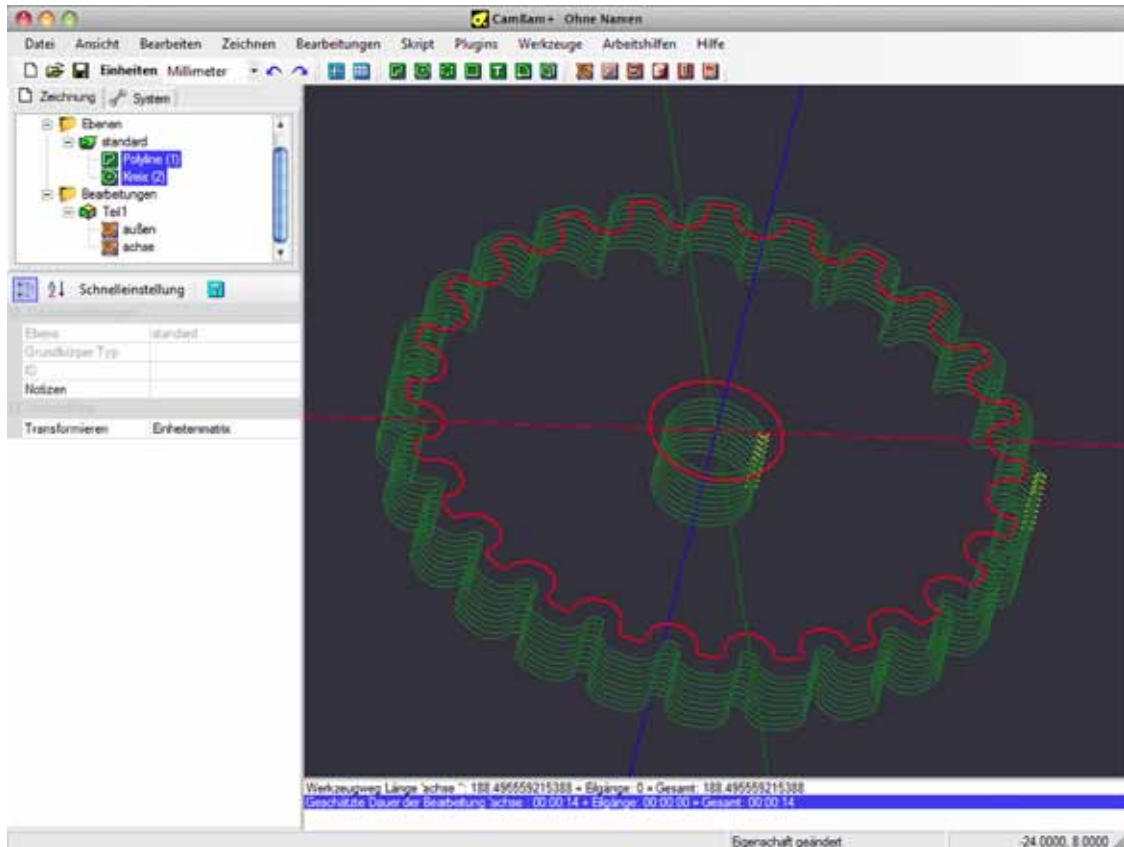 CamBam+ Ohne Namen
Datei Ansicht Bearbeiten Zeichnen Bearbeitungen Skript Plugins Werkzeuge Arbeitshilfen Hilfe
Einheiten Millimeter
Zeichnung System
Ebenen
standard
Polyline (1)
Kreis (2)
Bearbeitungen
Teil1
außen
achse
Schnelleinstellung
Ebene standard
Grundkörper Typ
ID
Notizen
Transformieren Einheitenmatrix
Werkzeugweg Länge 'achse ': 188.495559215388 + Eilgänge: 0 = Gesamt: 188.495559215388
Geschätzte Dauer der Bearbeitung 'achse : 00:00:14 + Eilgänge: 00:00:00 = Gesamt: 00:00:14
Eigenschaft geändert -24.0000, 8.0000